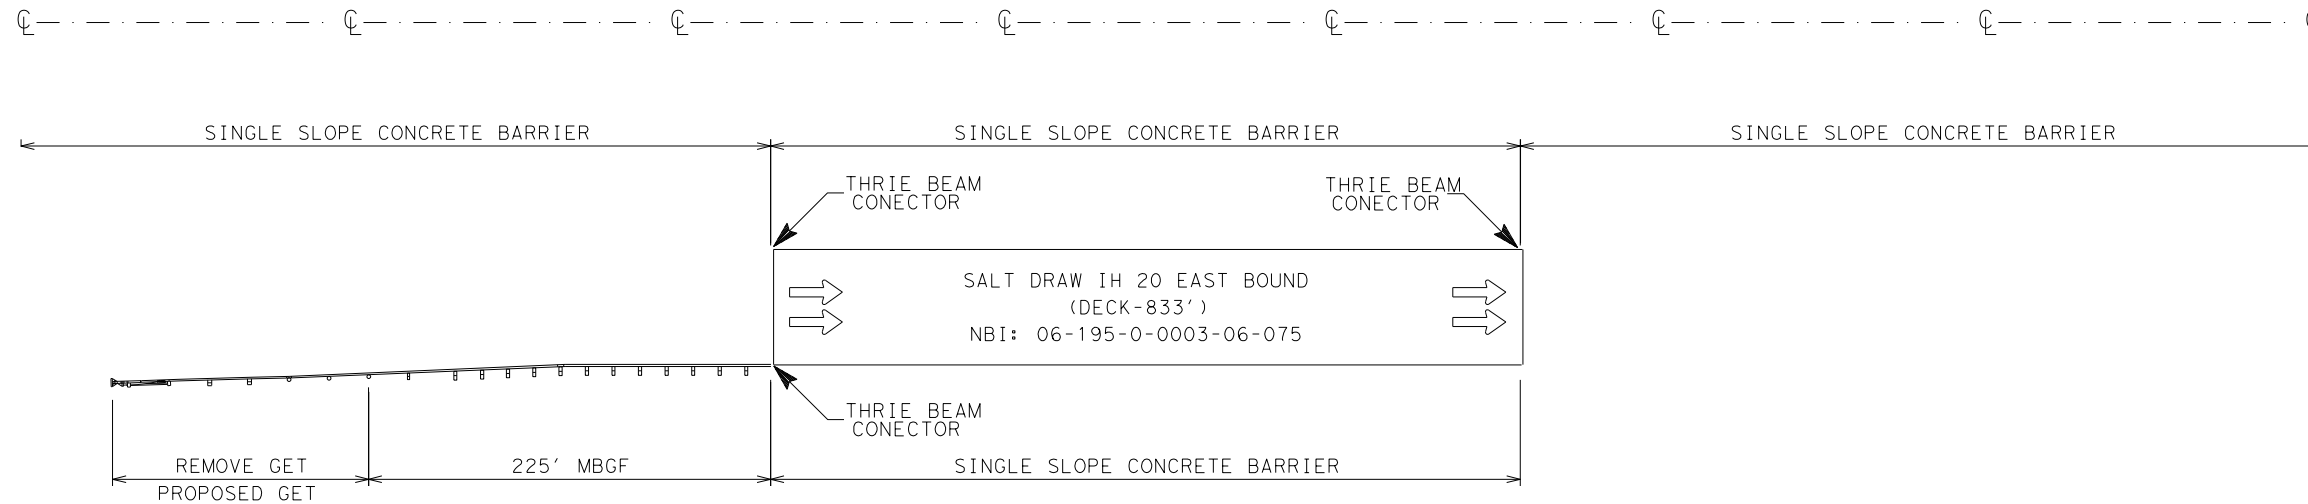 ℄ ℄ ℄ ℄ ℄ ℄ ℄
SINGLE SLOPE CONCRETE BARRIER
SINGLE SLOPE CONCRETE BARRIER
SINGLE SLOPE CONCRETE BARRIER
THRIE BEAM
CONECTOR
THRIE BEAM
CONECTOR
SALT DRAW IH 20 EAST BOUND
(DECK-833')
NBI: 06-195-0-0003-06-075
THRIE BEAM
CONECTOR
REMOVE GET
PROPOSED GET
225' MBGF
SINGLE SLOPE CONCRETE BARRIER